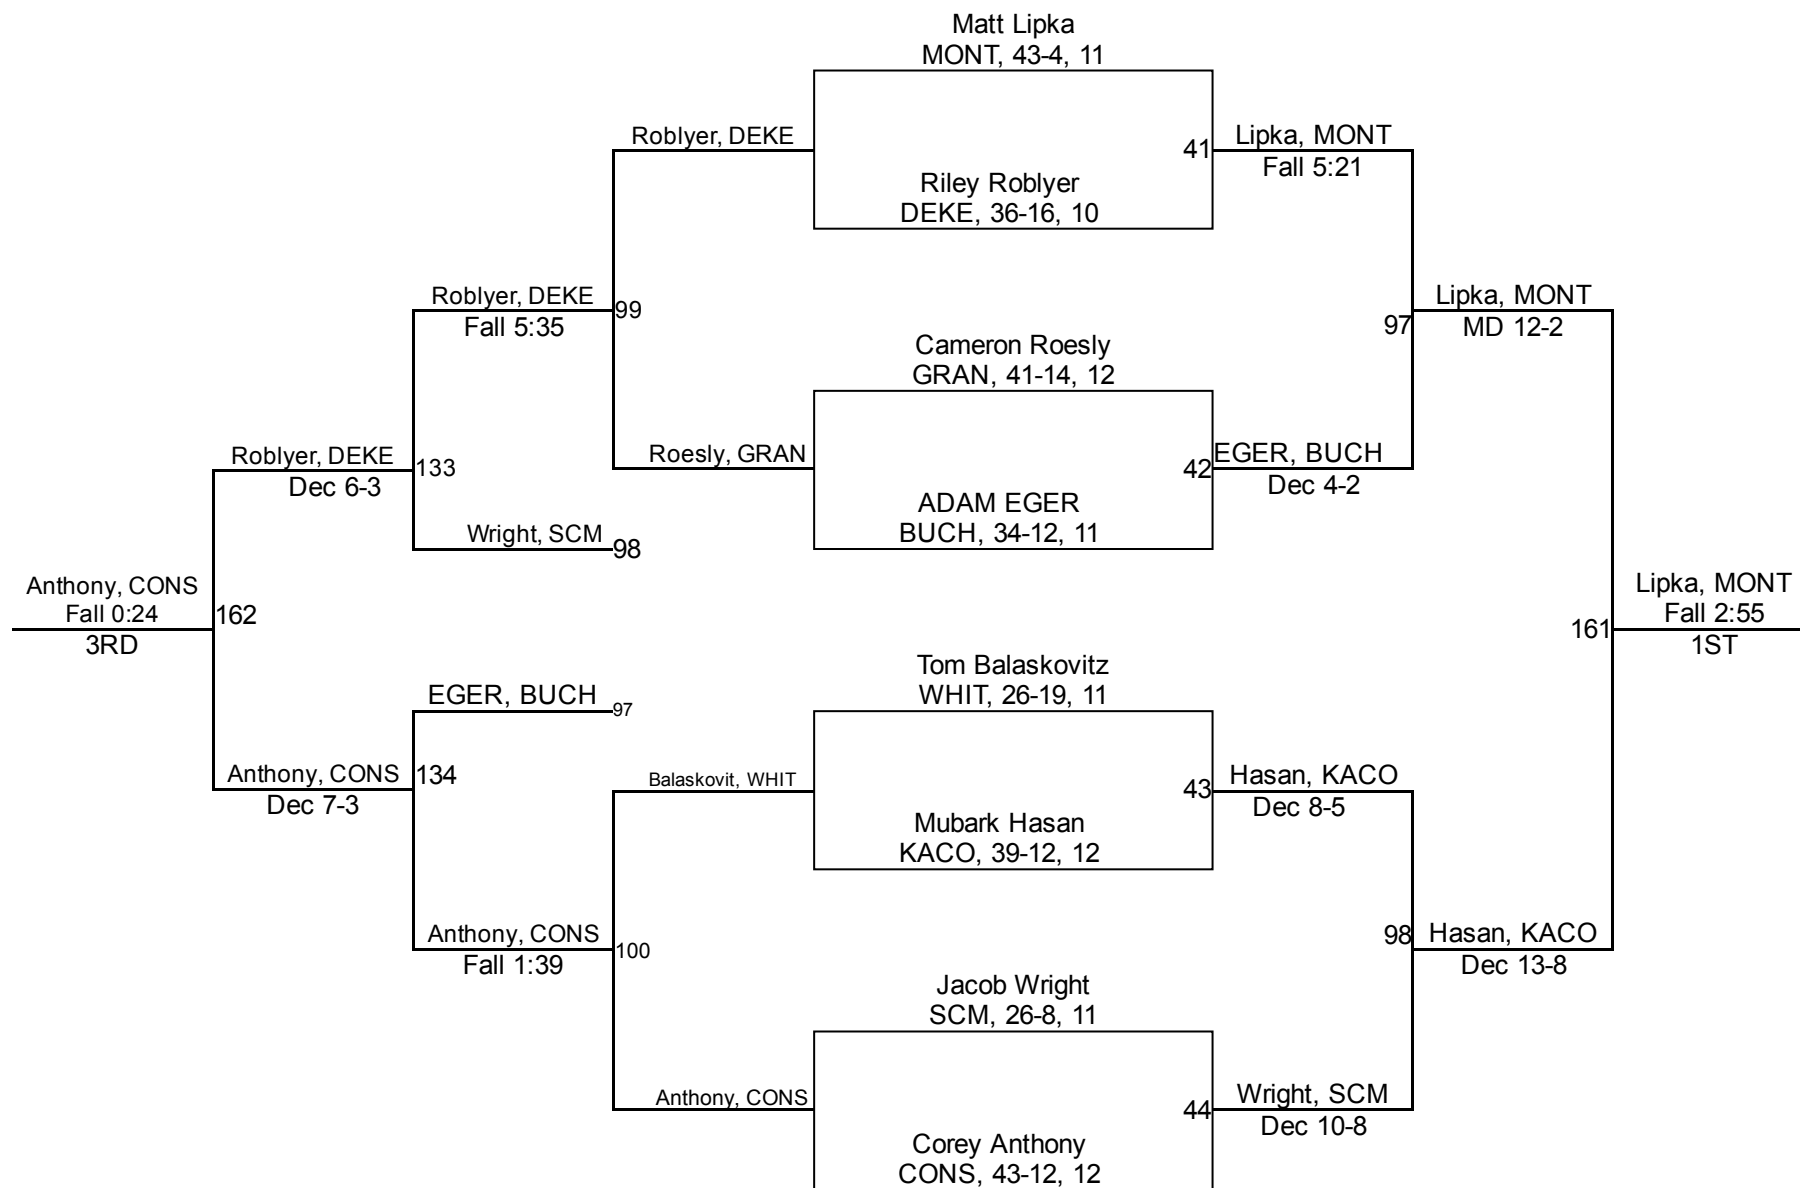 Matt Lipka
MONT, 43-4, 11
Roblyer, DEKE
41
Lipka, MONT
Fall 5:21
Riley Roblyer
DEKE, 36-16, 10
Roblyer, DEKE
Fall 5:35
99
Lipka, MONT
MD 12-2
97
Cameron Roesly
GRAN, 41-14, 12
Roblyer, DEKE
Dec 6-3
133
Roesly, GRAN
42
EGER, BUCH
Dec 4-2
ADAM EGER
BUCH, 34-12, 11
Wright, SCM
98
Anthony, CONS
Fall 0:24
3RD
162
161
Lipka, MONT
Fall 2:55
1ST
Tom Balaskovitz
WHIT, 26-19, 11
EGER, BUCH
97
Anthony, CONS
Dec 7-3
134
Balaskovit, WHIT
43
Hasan, KACO
Dec 8-5
Mubark Hasan
KACO, 39-12, 12
Anthony, CONS
Fall 1:39
100
98
Hasan, KACO
Dec 13-8
Jacob Wright
SCM, 26-8, 11
Anthony, CONS
44
Wright, SCM
Dec 10-8
Corey Anthony
CONS, 43-12, 12